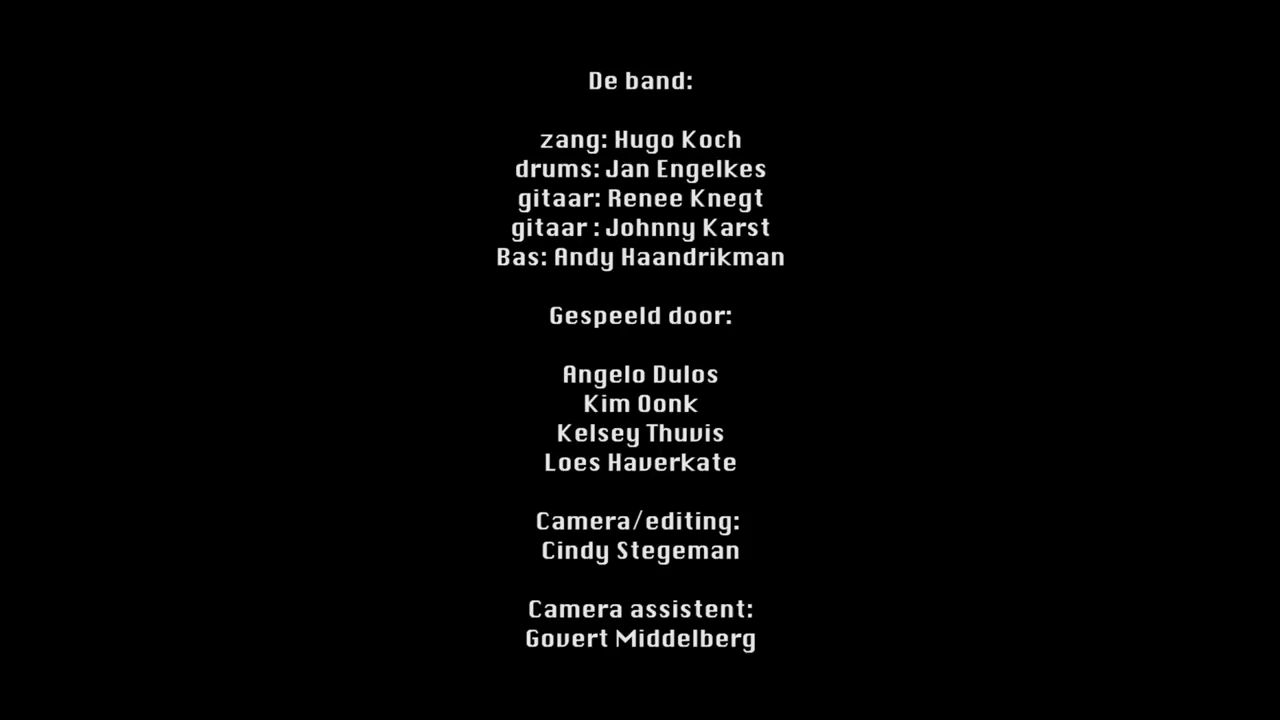 De band:
zang: Hugo Koch
drums: Jan Engelkes
gitaar: Renee Knegt
gitaar : Johnny Karst
Bas: Andy Haandrikman
Gespeeld door:
Angelo Dulos
Kim Oonk
Kelsey Thuvis
Loes Haverkate
Camera/editing:
Cindy Stegeman
Camera assistent:
Govert Middelberg